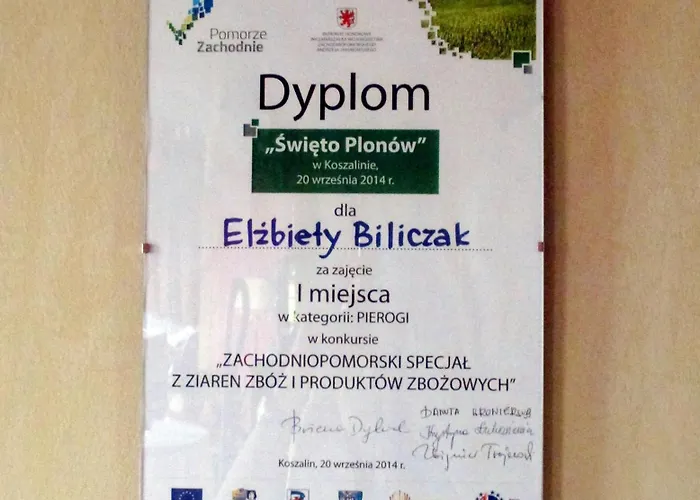 Pomorze
Zachodnie
Dyplom
„Święto Plonów”
w Koszalinie,
20 września 2014 r.
dla
Elżbiety Biliczak
za zajęcie
I miejsca
w kategorii: PIEROGI
w konkursie
„ZACHODNIOPOMORSKI SPECJAŁ
Z ZIAREN ZBÓŻ I PRODUKTÓW ZBOŻOWYCH”
Koszalin, 20 września 2014 r.